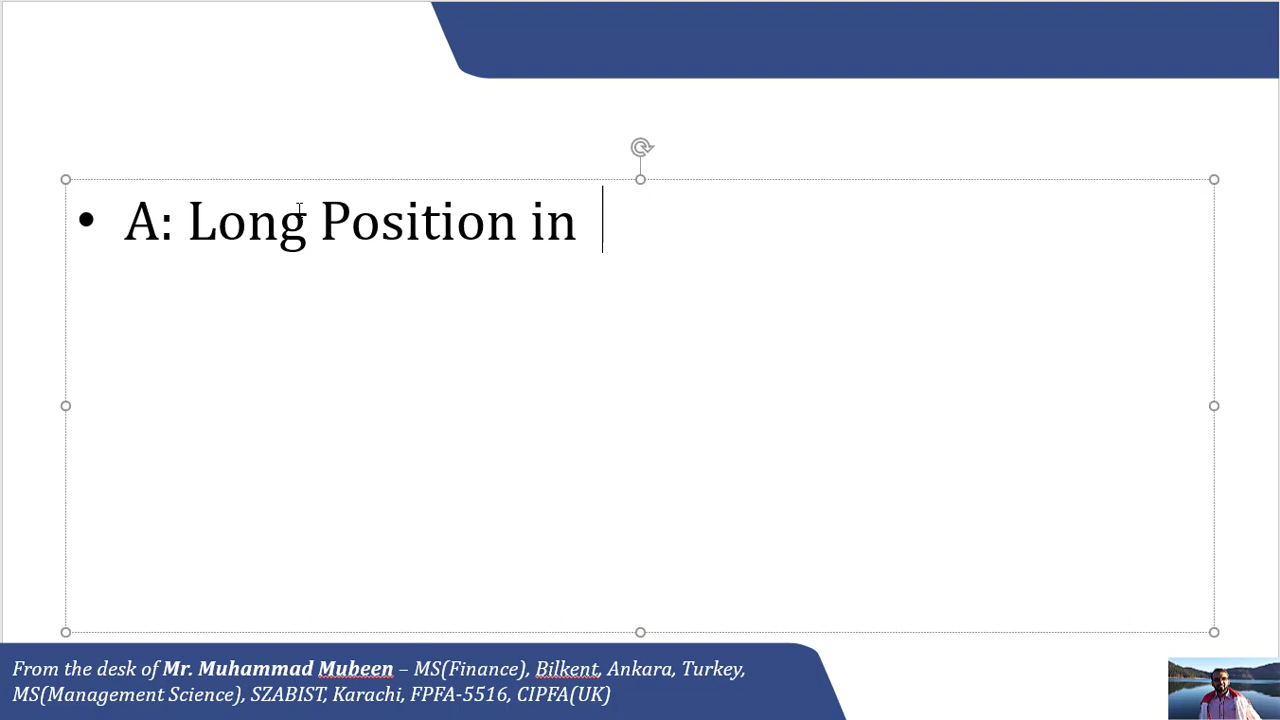 • A: Long Position in
From the desk of Mr. Muhammad Mubeen – MS(Finance), Bilkent, Ankara, Turkey,
MS(Management Science), SZABIST, Karachi, FPFA-5516, CIPFA(UK)